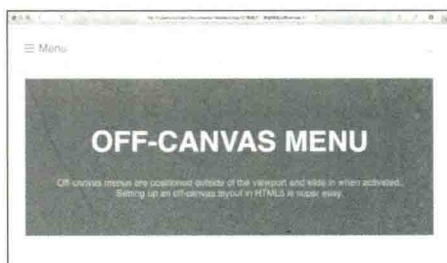 ☰ Menu
OFF-CANVAS MENU
Off-canvas menus are positioned outside of the viewport and slide in when activated.
Setting up an off-canvas layout in HTML5 is super easy.